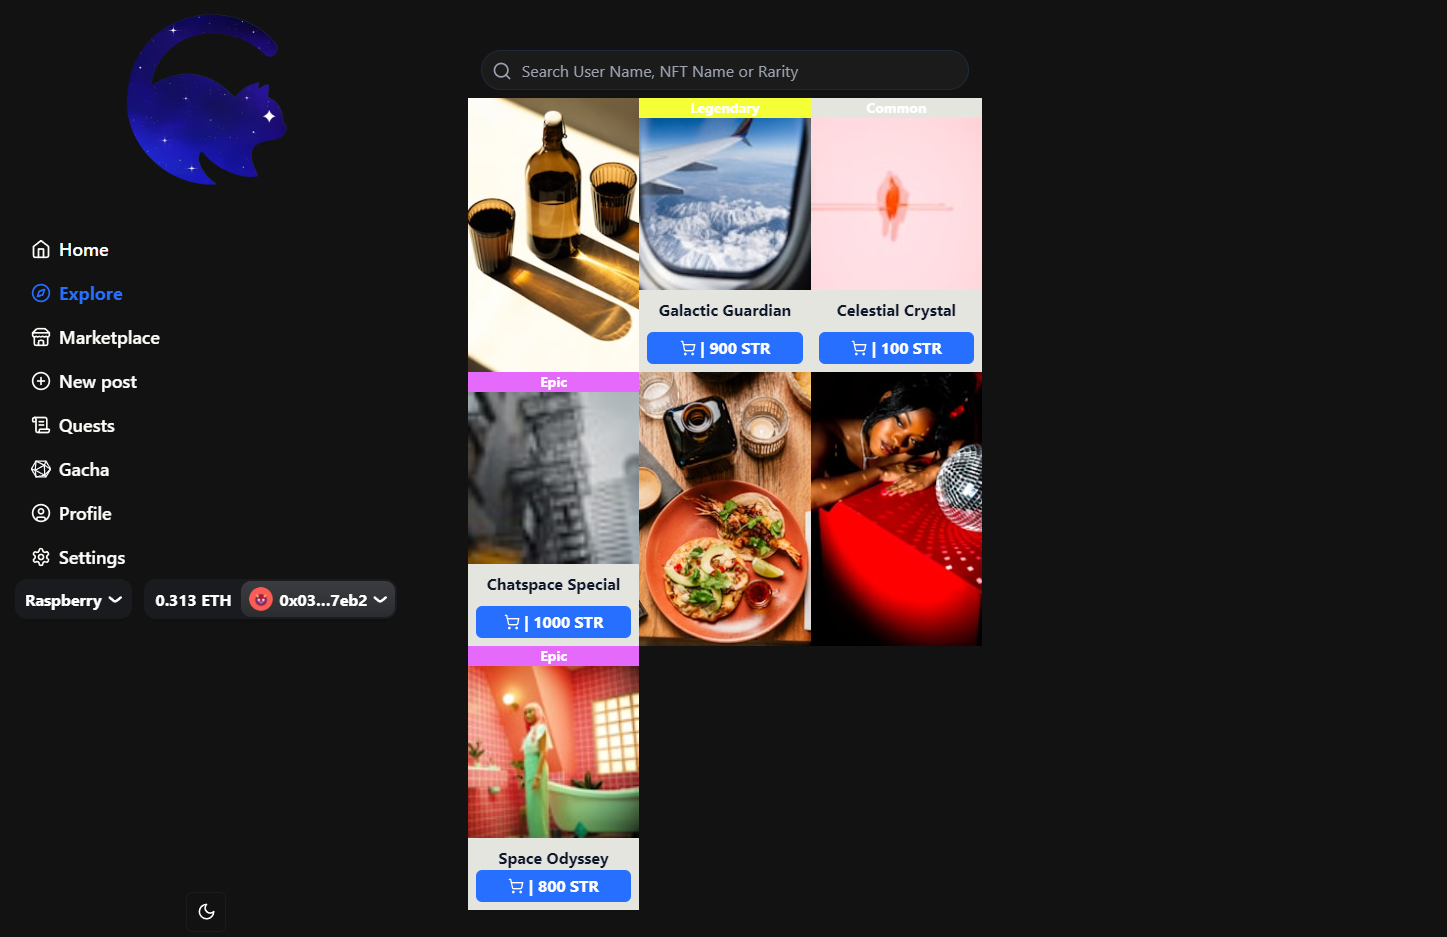 Search User Name, NFT Name or Rarity
Home
Explore
Marketplace
New post
Quests
Gacha
Profile
Settings
Raspberry
0.313 ETH
0x03...7eb2
Legendary
Galactic Guardian
| 900 STR
Common
Celestial Crystal
| 100 STR
Epic
Chatspace Special
| 1000 STR
Epic
Space Odyssey
| 800 STR